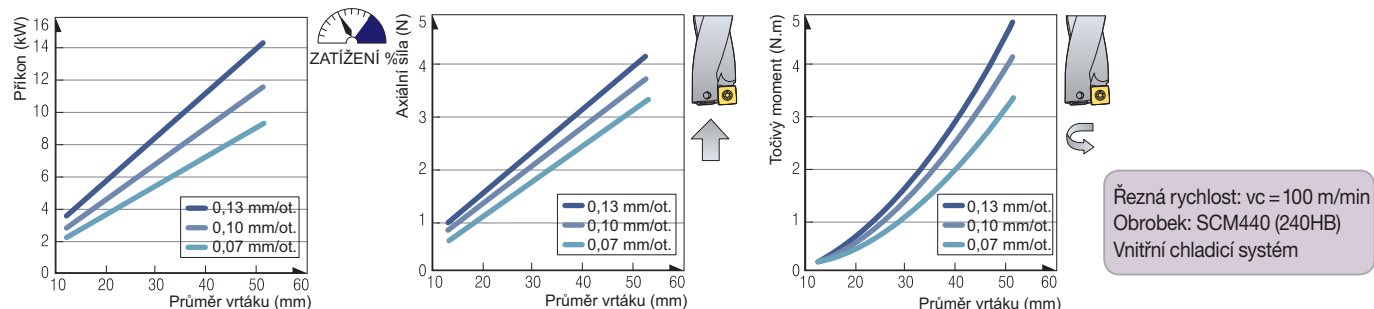 Příkon (kW)
16
14
12
10
8
6
4
2
0
10 20 30 40 50 60
Průměr vrtáku (mm)
0,13 mm/ot.
0,10 mm/ot.
0,07 mm/ot.
ZATÍŽENÍ %
Axiální síla (N)
5
4
3
2
1
0
10 20 30 40 50 60
Průměr vrtáku (mm)
0,13 mm/ot.
0,10 mm/ot.
0,07 mm/ot.
Točivý moment (N.m)
5
4
3
2
1
0
10 20 30 40 50 60
Průměr vrtáku (mm)
0,13 mm/ot.
0,10 mm/ot.
0,07 mm/ot.
Řezná rychlost: vc = 100 m/min
Obrobek: SCM440 (240HB)
Vnitřní chladicí systém